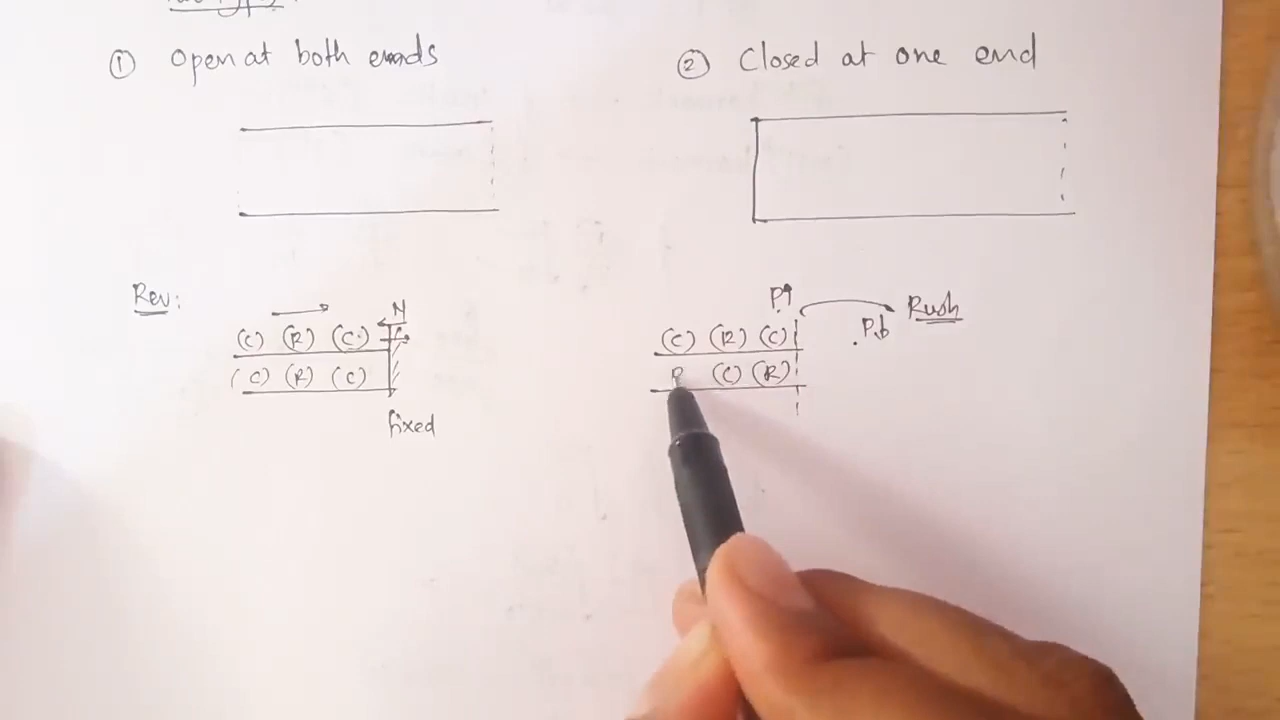 ① Open at both ends
② Closed at one end
Rev:
N
(C) (R) (C)
(C) (R) (C)
fixed
P↑
Rush
P↓
(C) (R) (C)
R (C) (R)